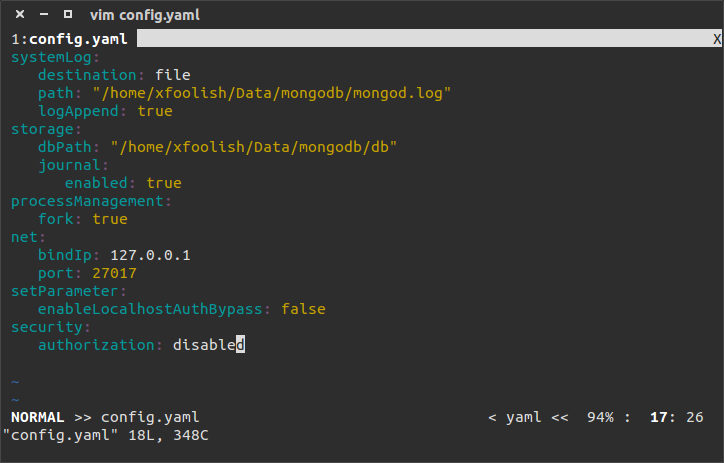 vim config.yaml
1:config.yaml X
systemLog:
destination: file
path: "/home/xfoolish/Data/mongodb/mongod.log"
logAppend: true
storage:
dbPath: "/home/xfoolish/Data/mongodb/db"
journal:
enabled: true
processManagement:
fork: true
net:
bindIp: 127.0.0.1
port: 27017
setParameter:
enableLocalhostAuthBypass: false
security:
authorization: disabled
~
~
NORMAL >> config.yaml < yaml << 94% : 17: 26
"config.yaml" 18L, 348C